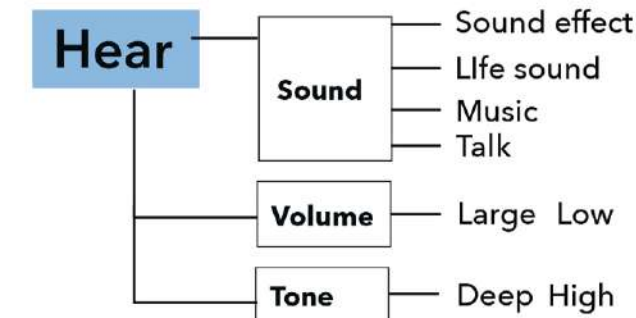 Hear
Sound
Sound effect
LIfe sound
Music
Talk
Volume
Large Low
Tone
Deep High